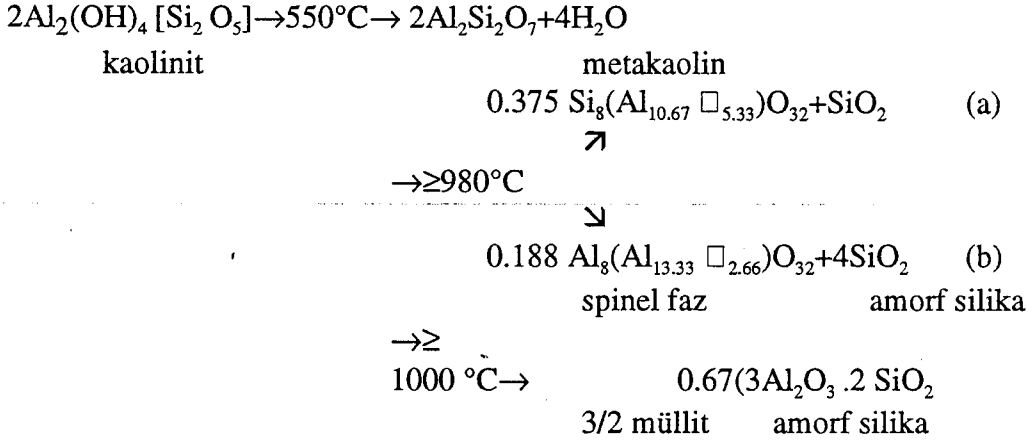 2Al₂(OH)₄ [Si₂ O₅]→550°C→ 2Al₂Si₂O₇+4H₂O
kaolinit metakaolin
0.375 Si₈(Al₁₀.₆₇ □₅.₃₃)O₃₂+SiO₂ (a)
↗
→≥980°C
↘
0.188 Al₈(Al₁₃.₃₃ □₂.₆₆)O₃₂+4SiO₂ (b)
spinel faz amorf silika
→≥
1000 °C→ 0.67(3Al₂O₃ .2 SiO₂
3/2 müllit amorf silika